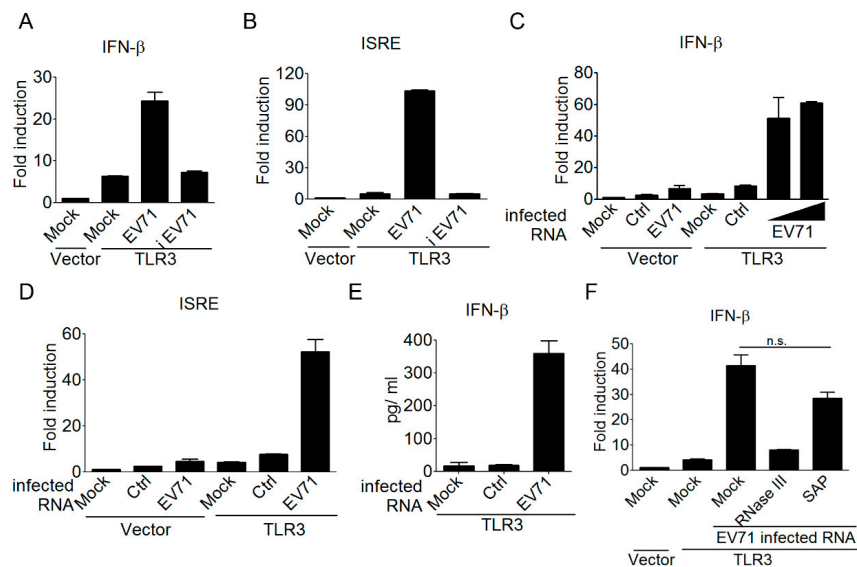 A
IFN-β
Fold induction
30
20
10
0
Mock
Mock
EV71
i EV71
Vector
TLR3
B
ISRE
Fold induction
120
90
60
30
0
Mock
Mock
EV71
i EV71
Vector
TLR3
C
IFN-β
Fold induction
80
60
40
20
0
infected
RNA
Mock
Ctrl
EV71
Mock
Ctrl
EV71
Vector
TLR3
D
ISRE
Fold induction
60
40
20
0
infected
RNA
Mock
Ctrl
EV71
Mock
Ctrl
EV71
Vector
TLR3
E
IFN-β
pg/ ml
400
300
200
100
0
infected
RNA
Mock
Ctrl
EV71
TLR3
F
IFN-β
n.s.
Fold induction
50
40
30
20
10
0
Mock
Mock
Mock
RNase III
SAP
EV71 infected RNA
Vector
TLR3